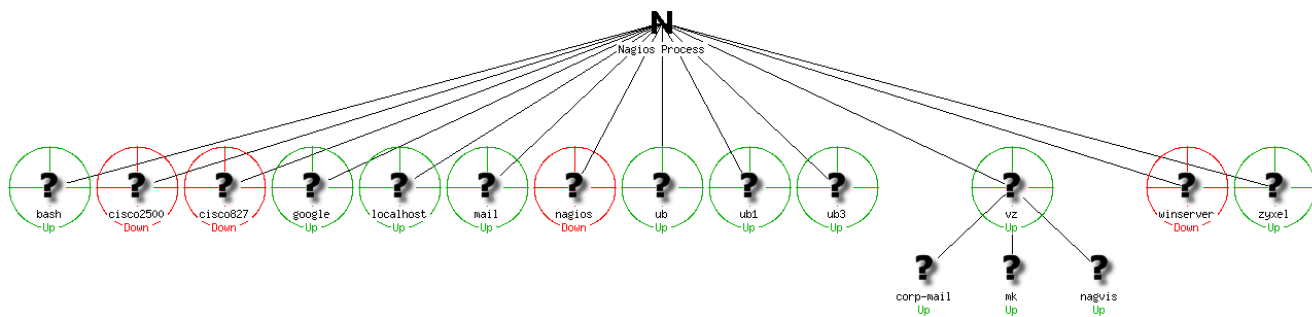 N
Nagios Process
? ? ? ? ? ? ? ? ? ? ? ? ?
bash cisco2500 cisco827 google localhost mail nagios ub ub1 ub3 vz winserver zyxel
Up Down Down Up Up Up Down Up Up Up Up Down Up
? ? ?
corp-mail mk nagvis
Up Up Up